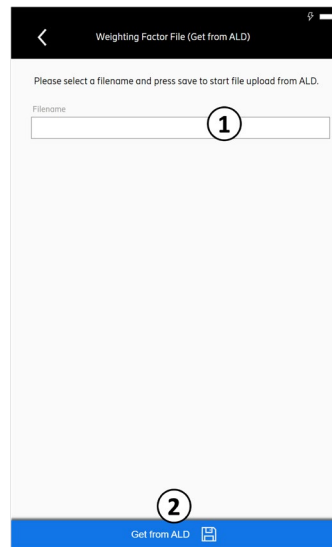 Weighting Factor File (Get from ALD)
Please select a filename and press save to start file upload from ALD.
Filename
1
2
Get from ALD